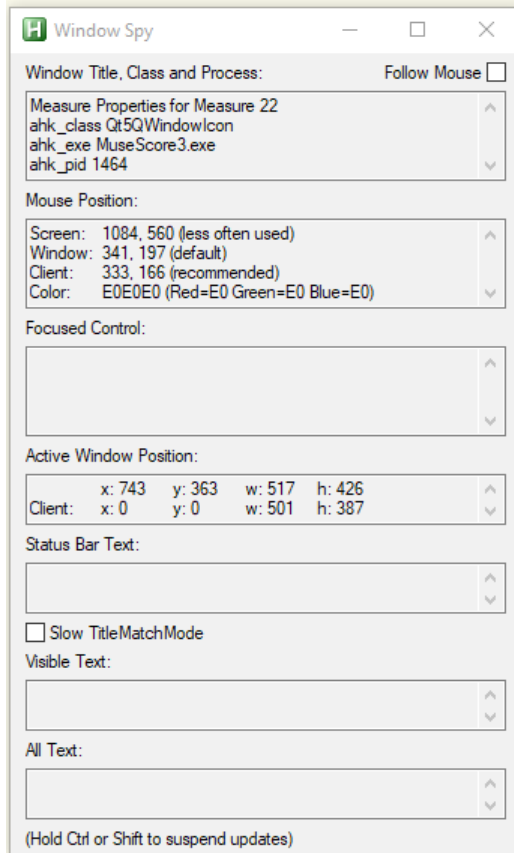 Window Spy
Window Title, Class and Process:
Follow Mouse
Measure Properties for Measure 22
ahk_class Qt5QWindowIcon
ahk_exe MuseScore3.exe
ahk_pid 1464
Mouse Position:
Screen: 1084, 560 (less often used)
Window: 341, 197 (default)
Client: 333, 166 (recommended)
Color: E0E0E0 (Red=E0 Green=E0 Blue=E0)
Focused Control:
Active Window Position:
x: 743 y: 363 w: 517 h: 426
Client: x: 0 y: 0 w: 501 h: 387
Status Bar Text:
Slow TitleMatchMode
Visible Text:
All Text:
(Hold Ctrl or Shift to suspend updates)